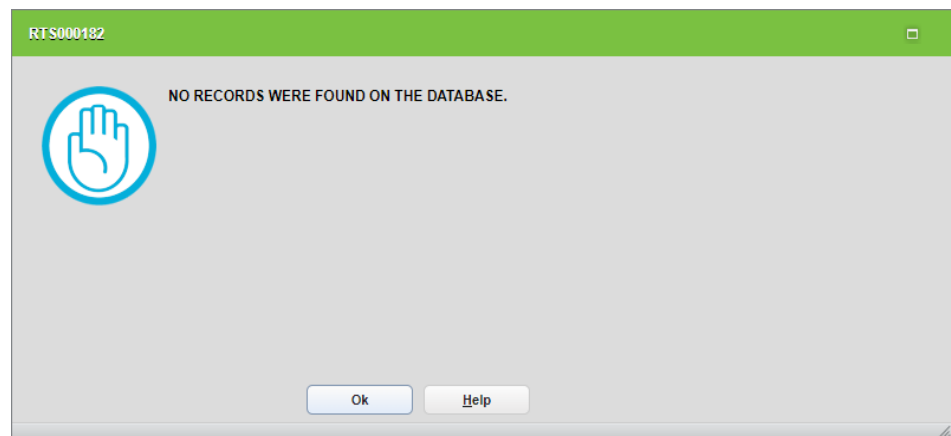 RTS000182
NO RECORDS WERE FOUND ON THE DATABASE.
Ok
Help